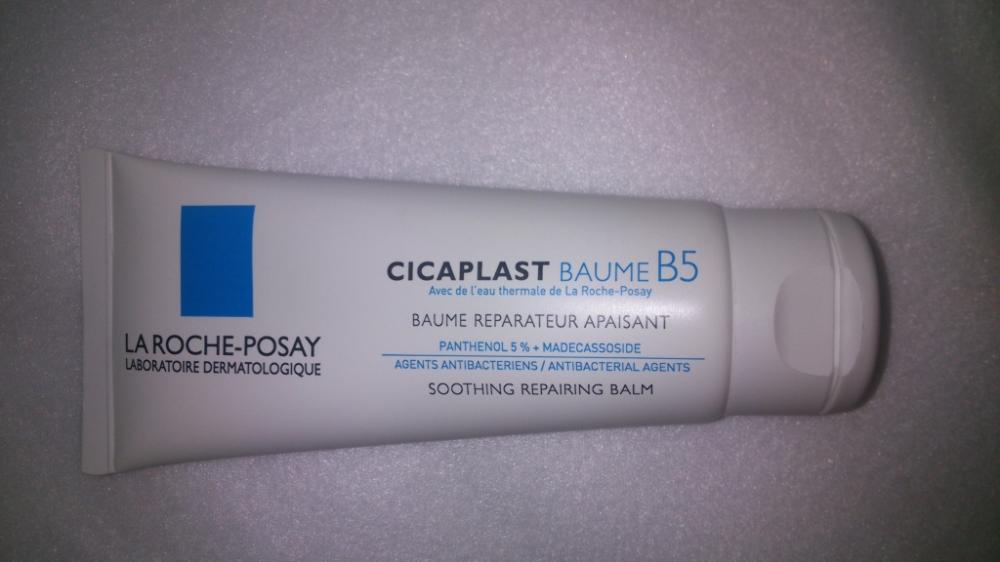 LA ROCHE-POSAY
LABORATOIRE DERMATOLOGIQUE
CICAPLAST BAUME B5
Avec de l'eau thermale de La Roche-Posay
BAUME REPARATEUR APAISANT
PANTHENOL 5 % + MADECASSOSIDE
AGENTS ANTIBACTERIENS / ANTIBACTERIAL AGENTS
SOOTHING REPAIRING BALM